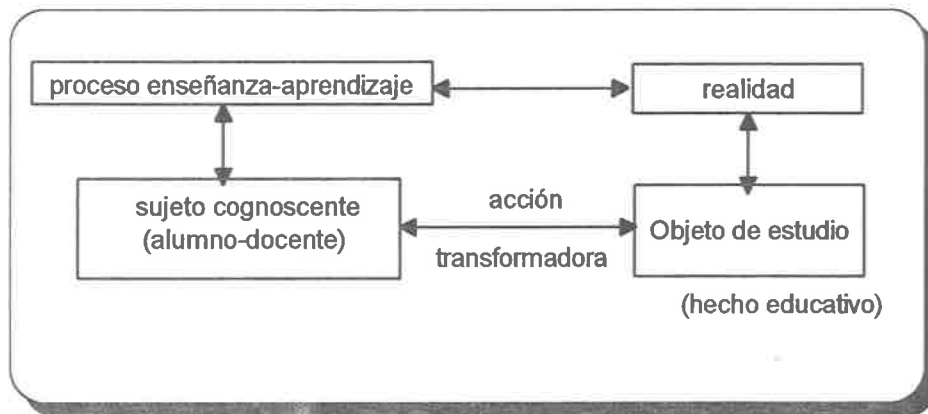 proceso enseñanza-aprendizaje
realidad
sujeto cognoscente
(alumno-docente)
acción
transformadora
Objeto de estudio
(hecho educativo)